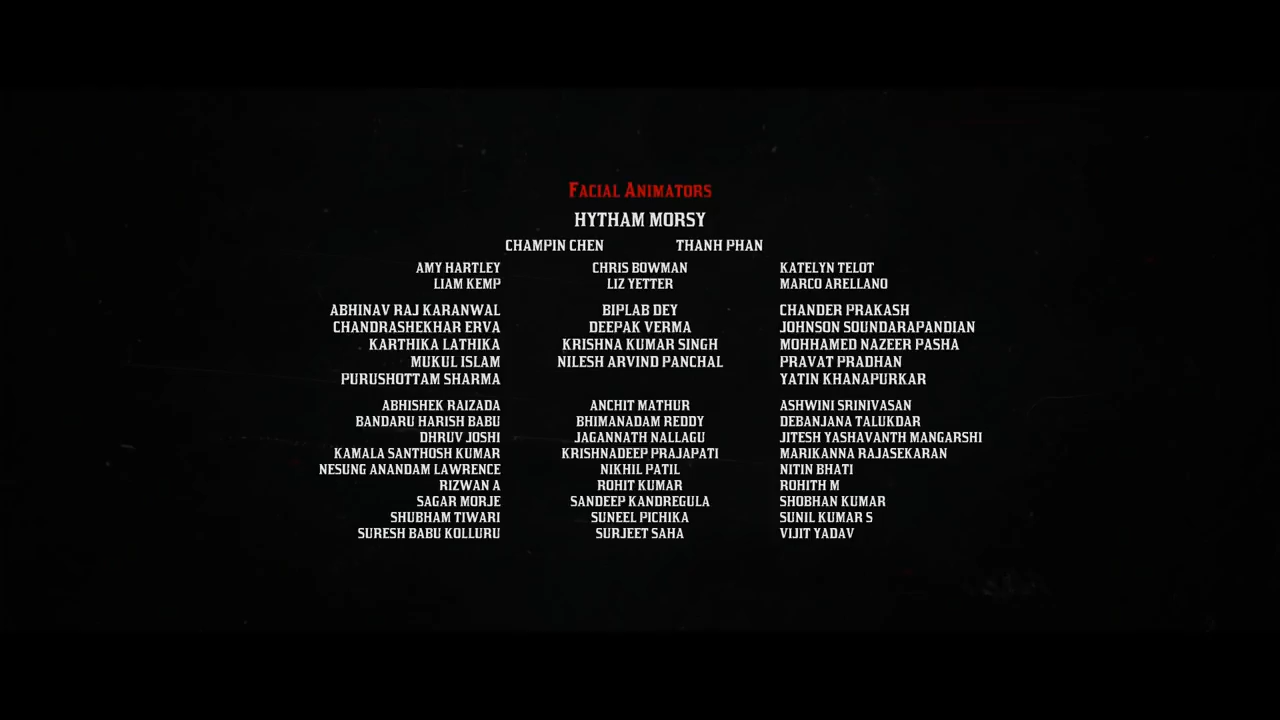 FACIAL ANIMATORS
HYTHAM MORSY
CHAMPIN CHEN THANH PHAN
AMY HARTLEY CHRIS BOWMAN KATELYN TELOT
LIAM KEMP LIZ YETTER MARCO ARELLANO
ABHINAV RAJ KARANWAL BIPLAB DEY CHANDER PRAKASH
CHANDRASHEKHAR ERVA DEEPAK VERMA JOHNSON SOUNDARAPANDIAN
KARTHIKA LATHIKA KRISHNA KUMAR SINGH MOHHAMED NAZEER PASHA
MUKUL ISLAM NILESH ARVIND PANCHAL PRAVAT PRADHAN
PURUSHOTTAM SHARMA YATIN KHANAPURKAR
ABHISHEK RAIZADA ANCHIT MATHUR ASHWINI SRINIVASAN
BANDARU HARISH BABU BHIMANADAM REDDY DEBANJANA TALUKDAR
DHRUV JOSHI JAGANNATH NALLAGU JITESH YASHAVANTH MANGARSHI
KAMALA SANTHOSH KUMAR KRISHNADEEP PRAJAPATI MARIKANNA RAJASEKARAN
NESUNG ANANDAM LAWRENCE NIKHIL PATIL NITIN BHATI
RIZWAN A ROHIT KUMAR ROHITH M
SAGAR MORJE SANDEEP KANDREGULA SHOBHAN KUMAR
SHUBHAM TIWARI SUNEEL PICHIKA SUNIL KUMAR S
SURESH BABU KOLLURU SURJEET SAHA VIJIT YADAV